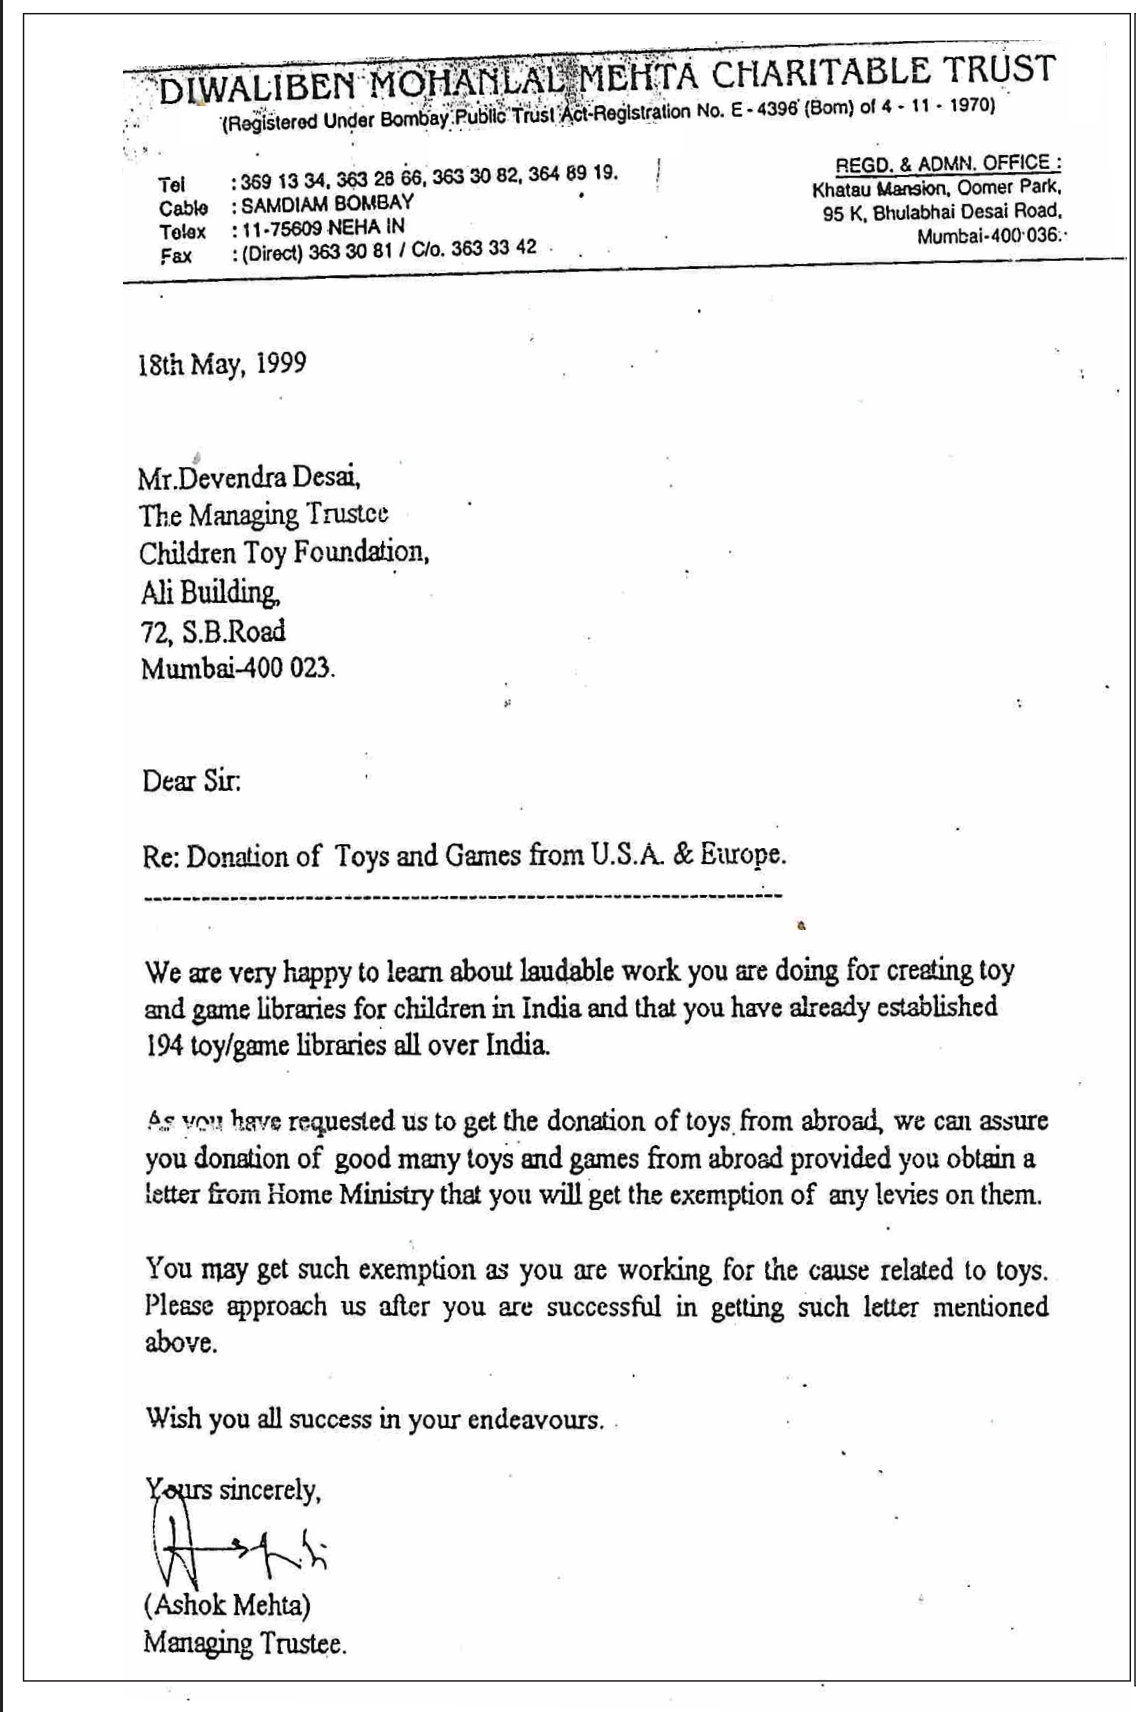 DIWALIBEN MOHANLAL MEHTA CHARITABLE TRUST
(Registered Under Bombay Public Trust Act-Registration No. E - 4396 (Bom) of 4 - 11 - 1970)
Tel : 369 13 34, 363 28 66, 363 30 82, 364 89 19.
Cable : SAMDIAM BOMBAY
Telex : 11-75609 NEHA IN
Fax : (Direct) 363 30 81 / C/o. 363 33 42
REGD. & ADMN. OFFICE :
Khatau Mansion, Oomer Park,
95 K, Bhulabhai Desai Road,
Mumbai-400 036.
18th May, 1999
Mr.Devendra Desai,
The Managing Trustee
Children Toy Foundation,
Ali Building,
72, S.B.Road
Mumbai-400 023.
Dear Sir:
Re: Donation of Toys and Games from U.S.A. & Europe.
We are very happy to learn about laudable work you are doing for creating toy
and game libraries for children in India and that you have already established
194 toy/game libraries all over India.
As you have requested us to get the donation of toys from abroad, we can assure
you donation of good many toys and games from abroad provided you obtain a
letter from Home Ministry that you will get the exemption of any levies on them.
You may get such exemption as you are working for the cause related to toys.
Please approach us after you are successful in getting such letter mentioned
above.
Wish you all success in your endeavours.
Yours sincerely,
(Ashok Mehta)
Managing Trustee.